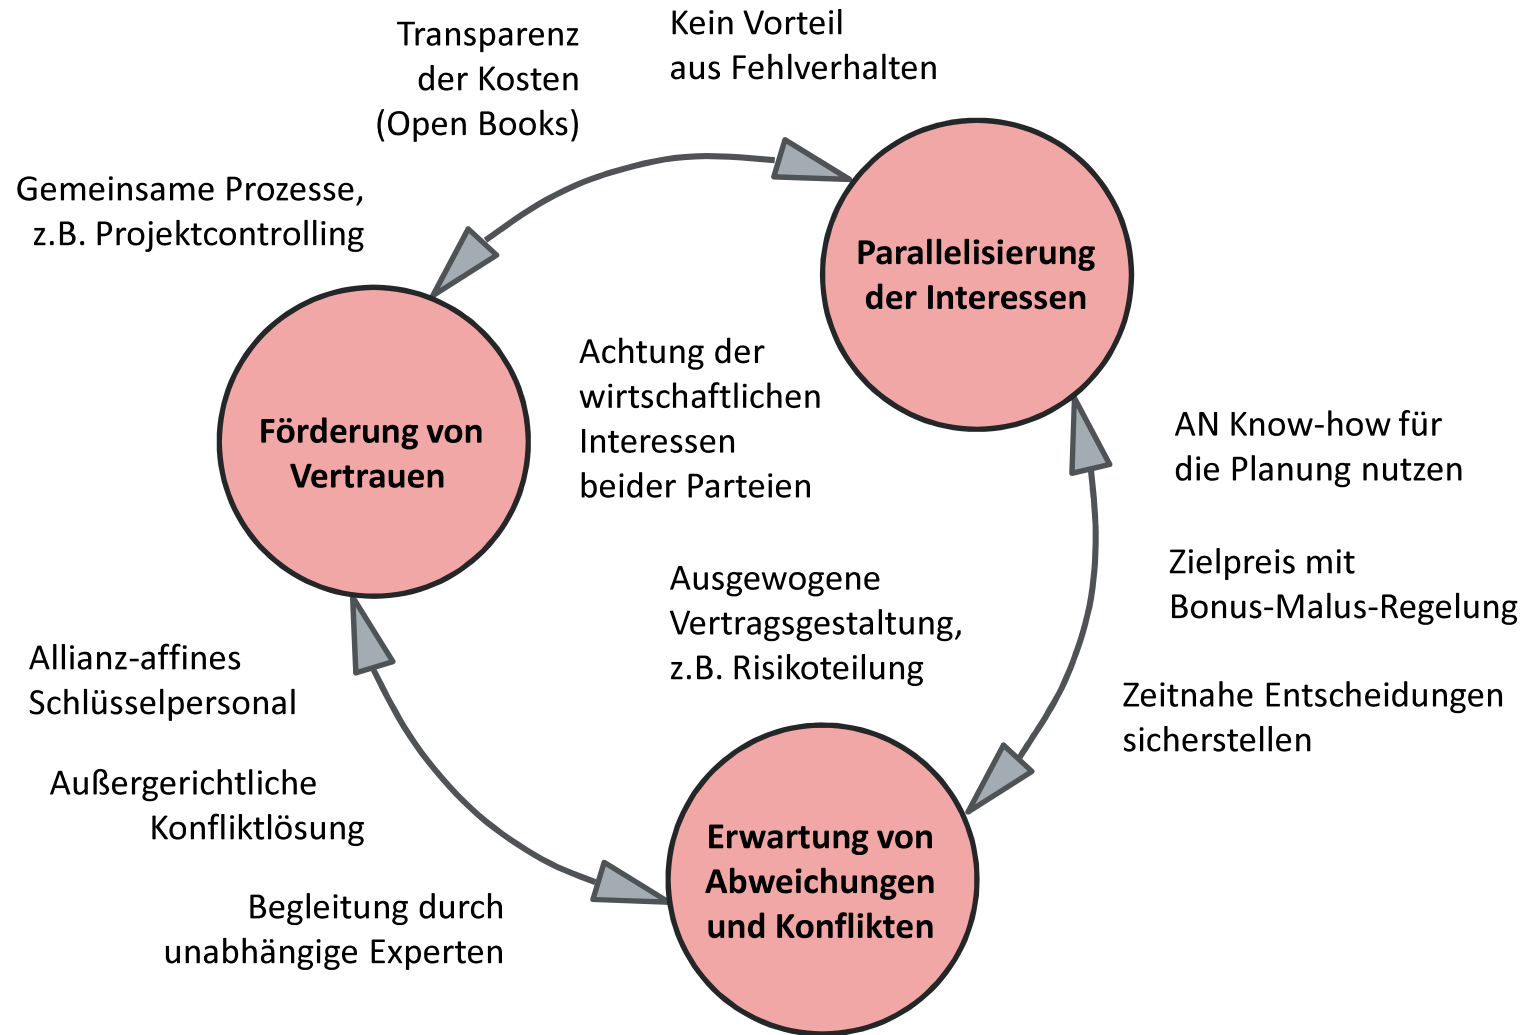 Transparenz
der Kosten
(Open Books)
Kein Vorteil
aus Fehlverhalten
Gemeinsame Prozesse,
z.B. Projektcontrolling
Parallelisierung
der Interessen
Förderung von
Vertrauen
Achtung der
wirtschaftlichen
Interessen
beider Parteien
AN Know-how für
die Planung nutzen
Zielpreis mit
Bonus-Malus-Regelung
Ausgewogene
Vertragsgestaltung,
z.B. Risikoteilung
Zeitnahe Entscheidungen
sicherstellen
Allianz-affines
Schlüsselpersonal
Außergerichtliche
Konfliktlösung
Begleitung durch
unabhängige Experten
Erwartung von
Abweichungen
und Konflikten